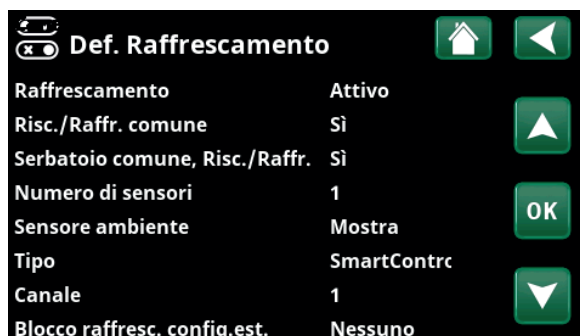 Def. Raffrescamento
Raffrescamento Attivo
Risc./Raffr. comune Sì
Serbatoio comune, Risc./Raffr. Sì
Numero di sensori 1
Sensore ambiente Mostra
OK
Tipo SmartContrc
Canale 1
Blocco raffresc. config.est. Nessuno